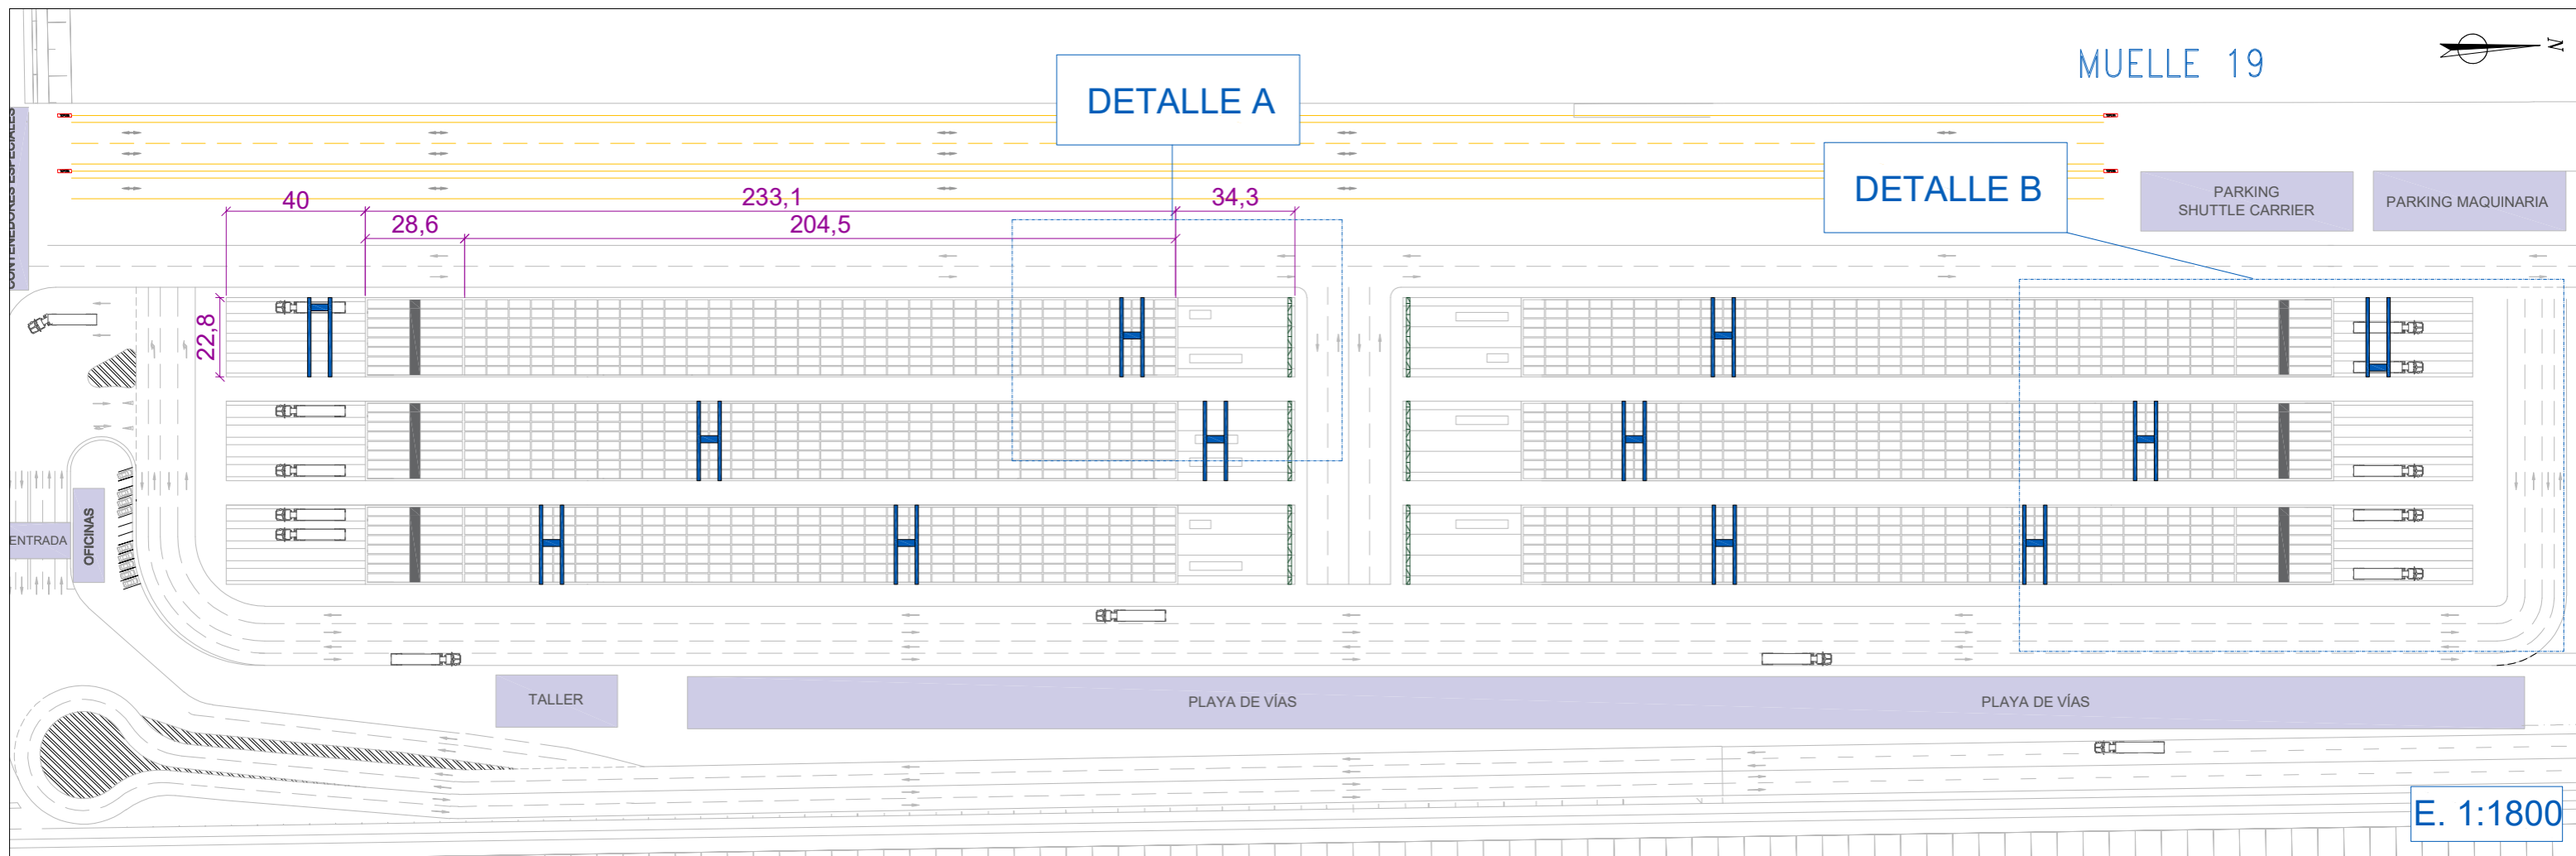 MUELLE 19
N
DETALLE A
CONTENEDORES ESPECIALES
DETALLE B
PARKING
SHUTTLE CARRIER
PARKING MAQUINARIA
40
233,1
34,3
28,6
204,5
22,8
ENTRADA
OFICINAS
TALLER
PLAYA DE VÍAS
PLAYA DE VÍAS
E. 1:1800